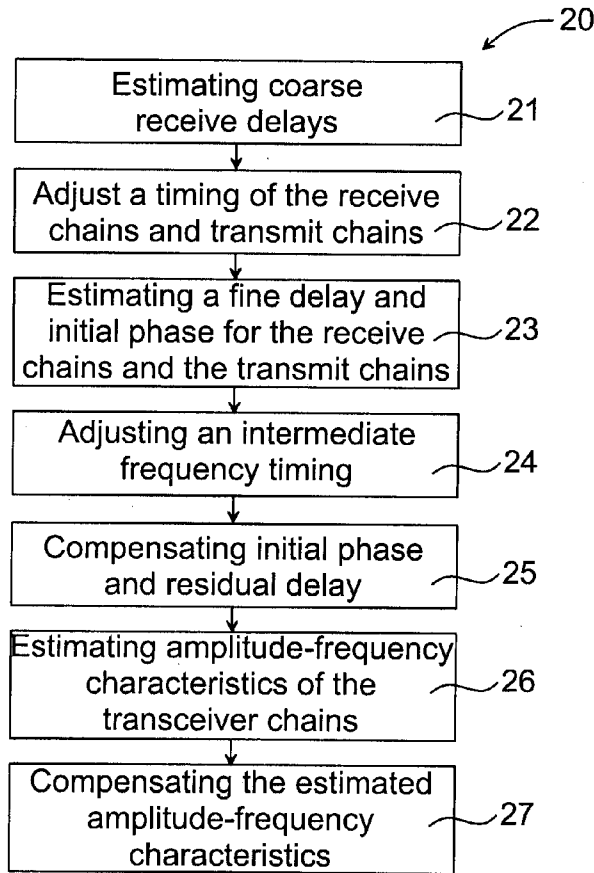 20
Estimating coarse
receive delays
21
Adjust a timing of the receive
chains and transmit chains
22
Estimating a fine delay and
initial phase for the receive
chains and the transmit chains
23
Adjusting an intermediate
frequency timing
24
Compensating initial phase
and residual delay
25
Estimating amplitude-frequency
characteristics of the
transceiver chains
26
Compensating the estimated
amplitude-frequency
characteristics
27